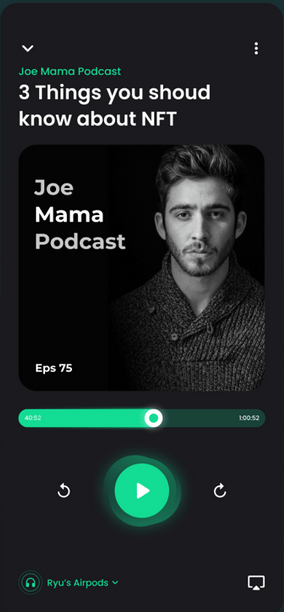 Joe Mama Podcast
3 Things you shoud
know about NFT
Joe
Mama
Podcast
Eps 75
40:52
1:00:52
Ryu's Airpods